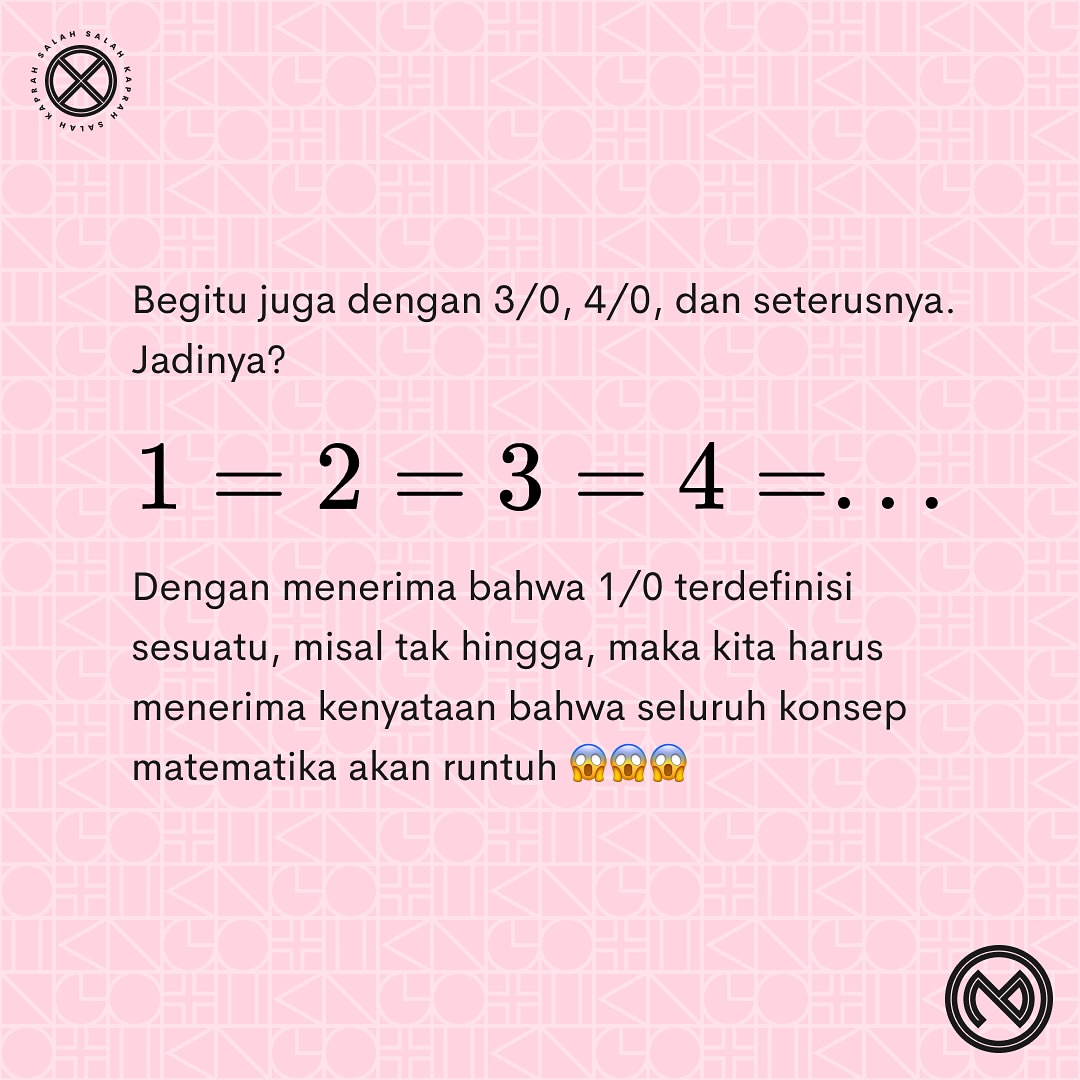 SALAH KAPRAH SALAH KAPRAH SALAH
Begitu juga dengan 3/0, 4/0, dan seterusnya.
Jadinya?
1 = 2 = 3 = 4 =...
Dengan menerima bahwa 1/0 terdefinisi
sesuatu, misal tak hingga, maka kita harus
menerima kenyataan bahwa seluruh konsep
matematika akan runtuh 😱😱😱